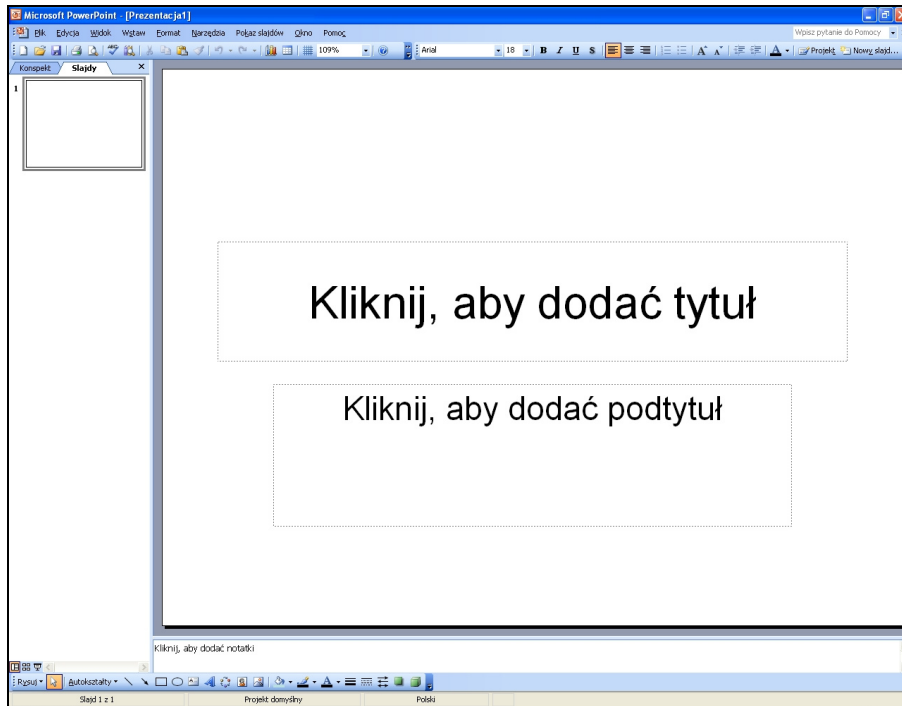 Microsoft PowerPoint - [Prezentacja1]
Plik Edycja Widok Wstaw Format Narzędzia Pokaz slajdów Okno Pomoc Wpisz pytanie do Pomocy
109% Arial 18 B I U S A A A Projekt Nowy slajd...
Konspekt Slajdy x
1
Kliknij, aby dodać tytuł
Kliknij, aby dodać podtytuł
Kliknij, aby dodać notatki
Rysuj Autokształty A A
Slajd 1 z 1 Projekt domyślny Polski